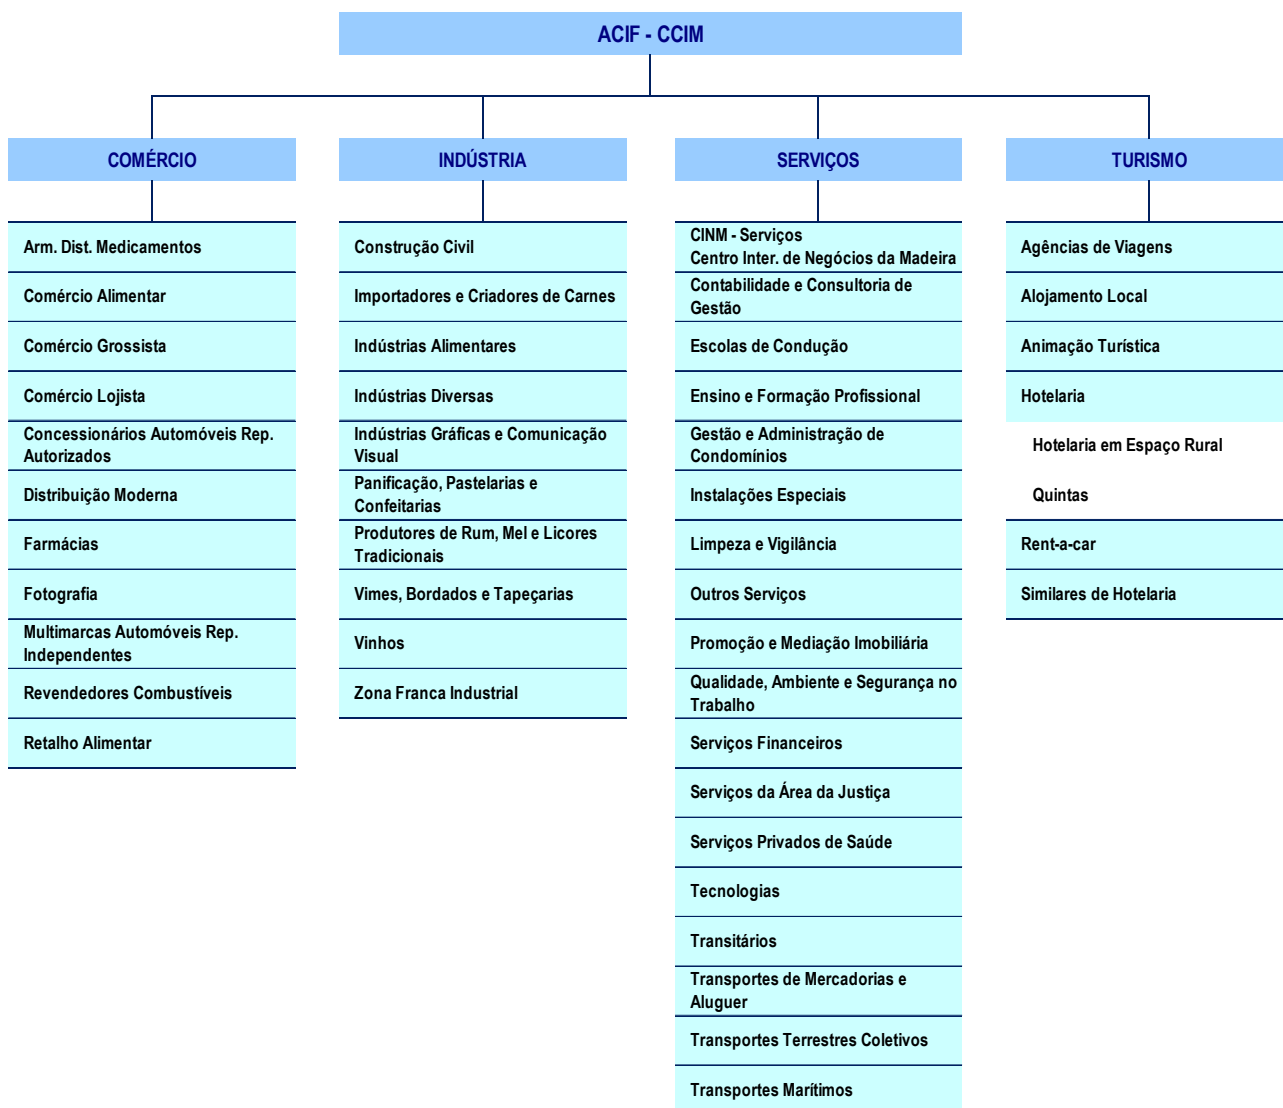 ACIF - CCIM
COMÉRCIO
Arm. Dist. Medicamentos
Comércio Alimentar
Comércio Grossista
Comércio Lojista
Concessionários Automóveis Rep.
Autorizados
Distribuição Moderna
Farmácias
Fotografia
Multimarcas Automóveis Rep.
Independentes
Revendedores Combustíveis
Retalho Alimentar
INDÚSTRIA
Construção Civil
Importadores e Criadores de Carnes
Indústrias Alimentares
Indústrias Diversas
Indústrias Gráficas e Comunicação
Visual
Panificação, Pastelarias e
Confeitarias
Produtores de Rum, Mel e Licores
Tradicionais
Vimes, Bordados e Tapeçarias
Vinhos
Zona Franca Industrial
SERVIÇOS
CINM - Serviços
Centro Inter. de Negócios da Madeira
Contabilidade e Consultoria de
Gestão
Escolas de Condução
Ensino e Formação Profissional
Gestão e Administração de
Condomínios
Instalações Especiais
Limpeza e Vigilância
Outros Serviços
Promoção e Mediação Imobiliária
Qualidade, Ambiente e Segurança no
Trabalho
Serviços Financeiros
Serviços da Área da Justiça
Serviços Privados de Saúde
Tecnologias
Transitários
Transportes de Mercadorias e
Aluguer
Transportes Terrestres Coletivos
Transportes Marítimos
TURISMO
Agências de Viagens
Alojamento Local
Animação Turística
Hotelaria
Hotelaria em Espaço Rural
Quintas
Rent-a-car
Similares de Hotelaria